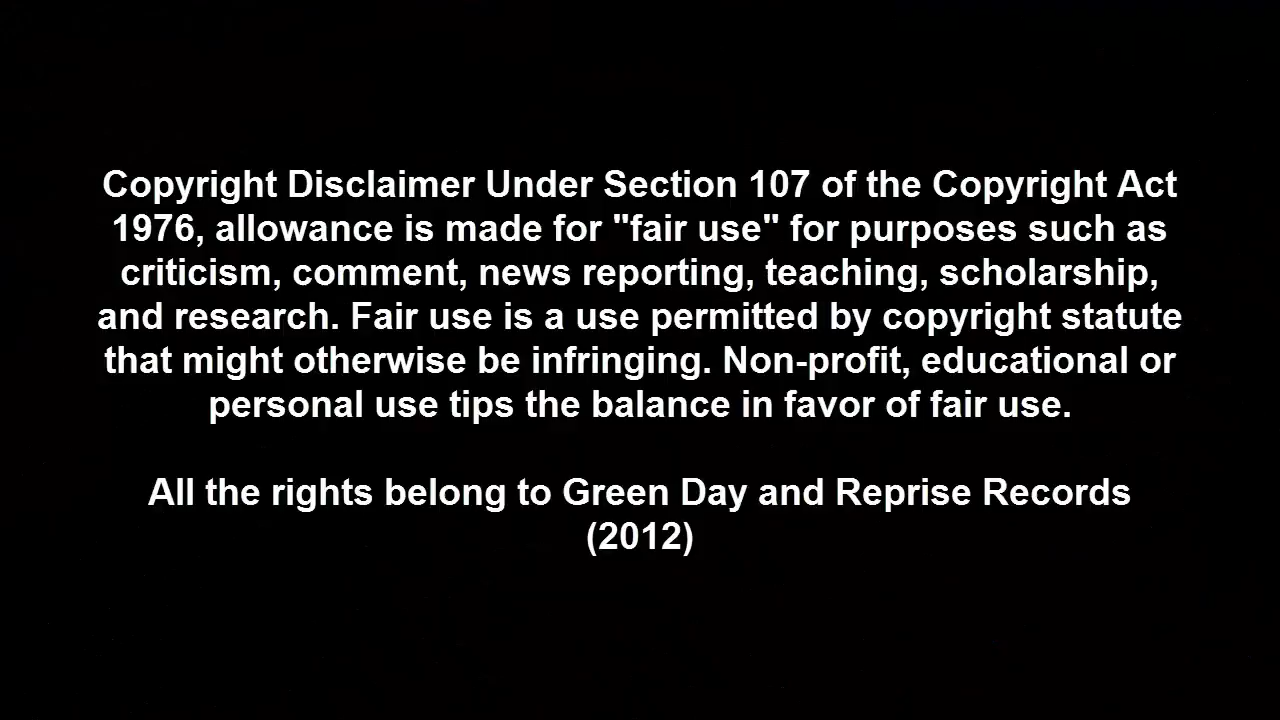 Copyright Disclaimer Under Section 107 of the Copyright Act
1976, allowance is made for "fair use" for purposes such as
criticism, comment, news reporting, teaching, scholarship,
and research. Fair use is a use permitted by copyright statute
that might otherwise be infringing. Non-profit, educational or
personal use tips the balance in favor of fair use.
All the rights belong to Green Day and Reprise Records
(2012)